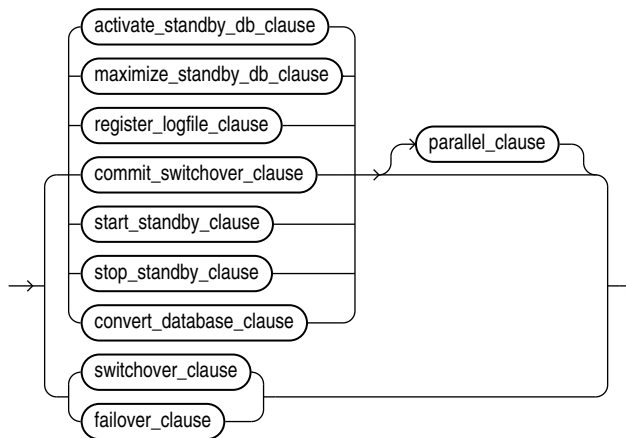 activate_standby_db_clause
maximize_standby_db_clause
register_logfile_clause
parallel_clause
commit_switchover_clause
start_standby_clause
stop_standby_clause
convert_database_clause
switchover_clause
failover_clause